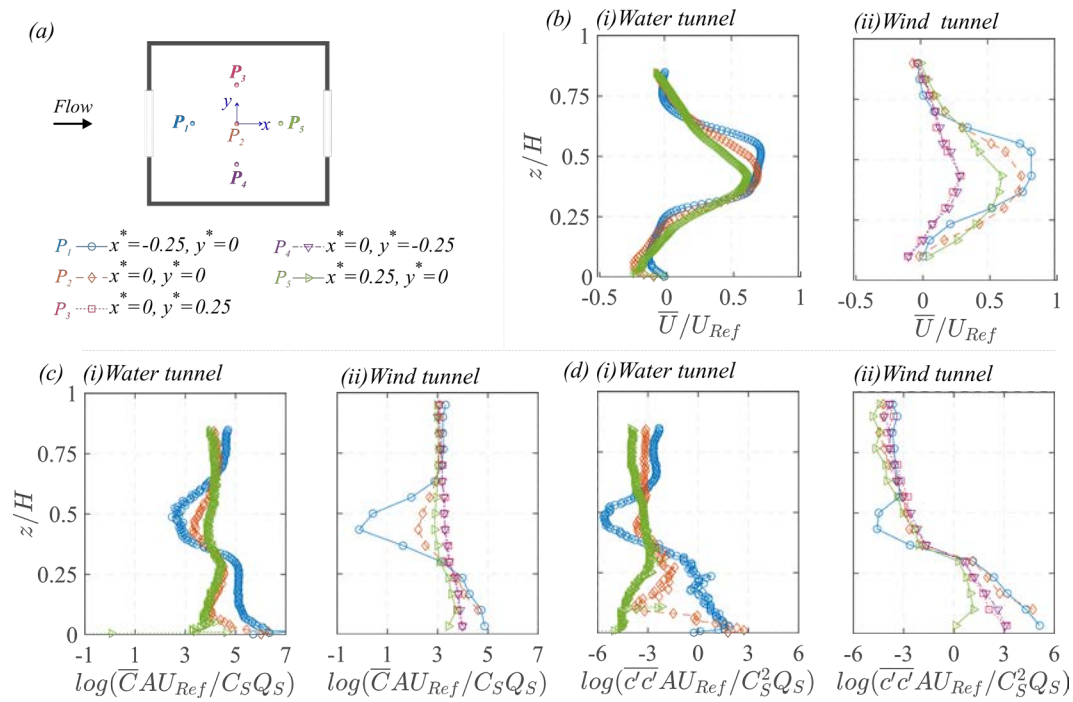 (a)
Flow
P₃
y
P₁
P₂
x
P₅
P₄
P₁ x*=-0.25, y*=0
P₂ x*=0, y*=0
P₃ x*=0, y*=0.25
P₄ x*=0, y*=-0.25
P₅ x*=0.25, y*=0
(b) (i)Water tunnel
(ii)Wind tunnel
z/H
1
0.75
0.5
0.25
0
-0.5 0 0.5 1
-0.5 0 0.5 1
U̅/U_Ref
U̅/U_Ref
(c) (i)Water tunnel
(ii)Wind tunnel
z/H
1
0.75
0.5
0.25
0
-1 1 3 5 7
-1 1 3 5 7
log(C̅AU_Ref/C_SQ_S)
log(C̅AU_Ref/C_SQ_S)
(d) (i)Water tunnel
(ii)Wind tunnel
-6 -3 0 3 6
-6 -3 0 3 6
log(c̅'c̅'AU_Ref/C_S²Q_S)
log(c̅'c̅'AU_Ref/C_S²Q_S)